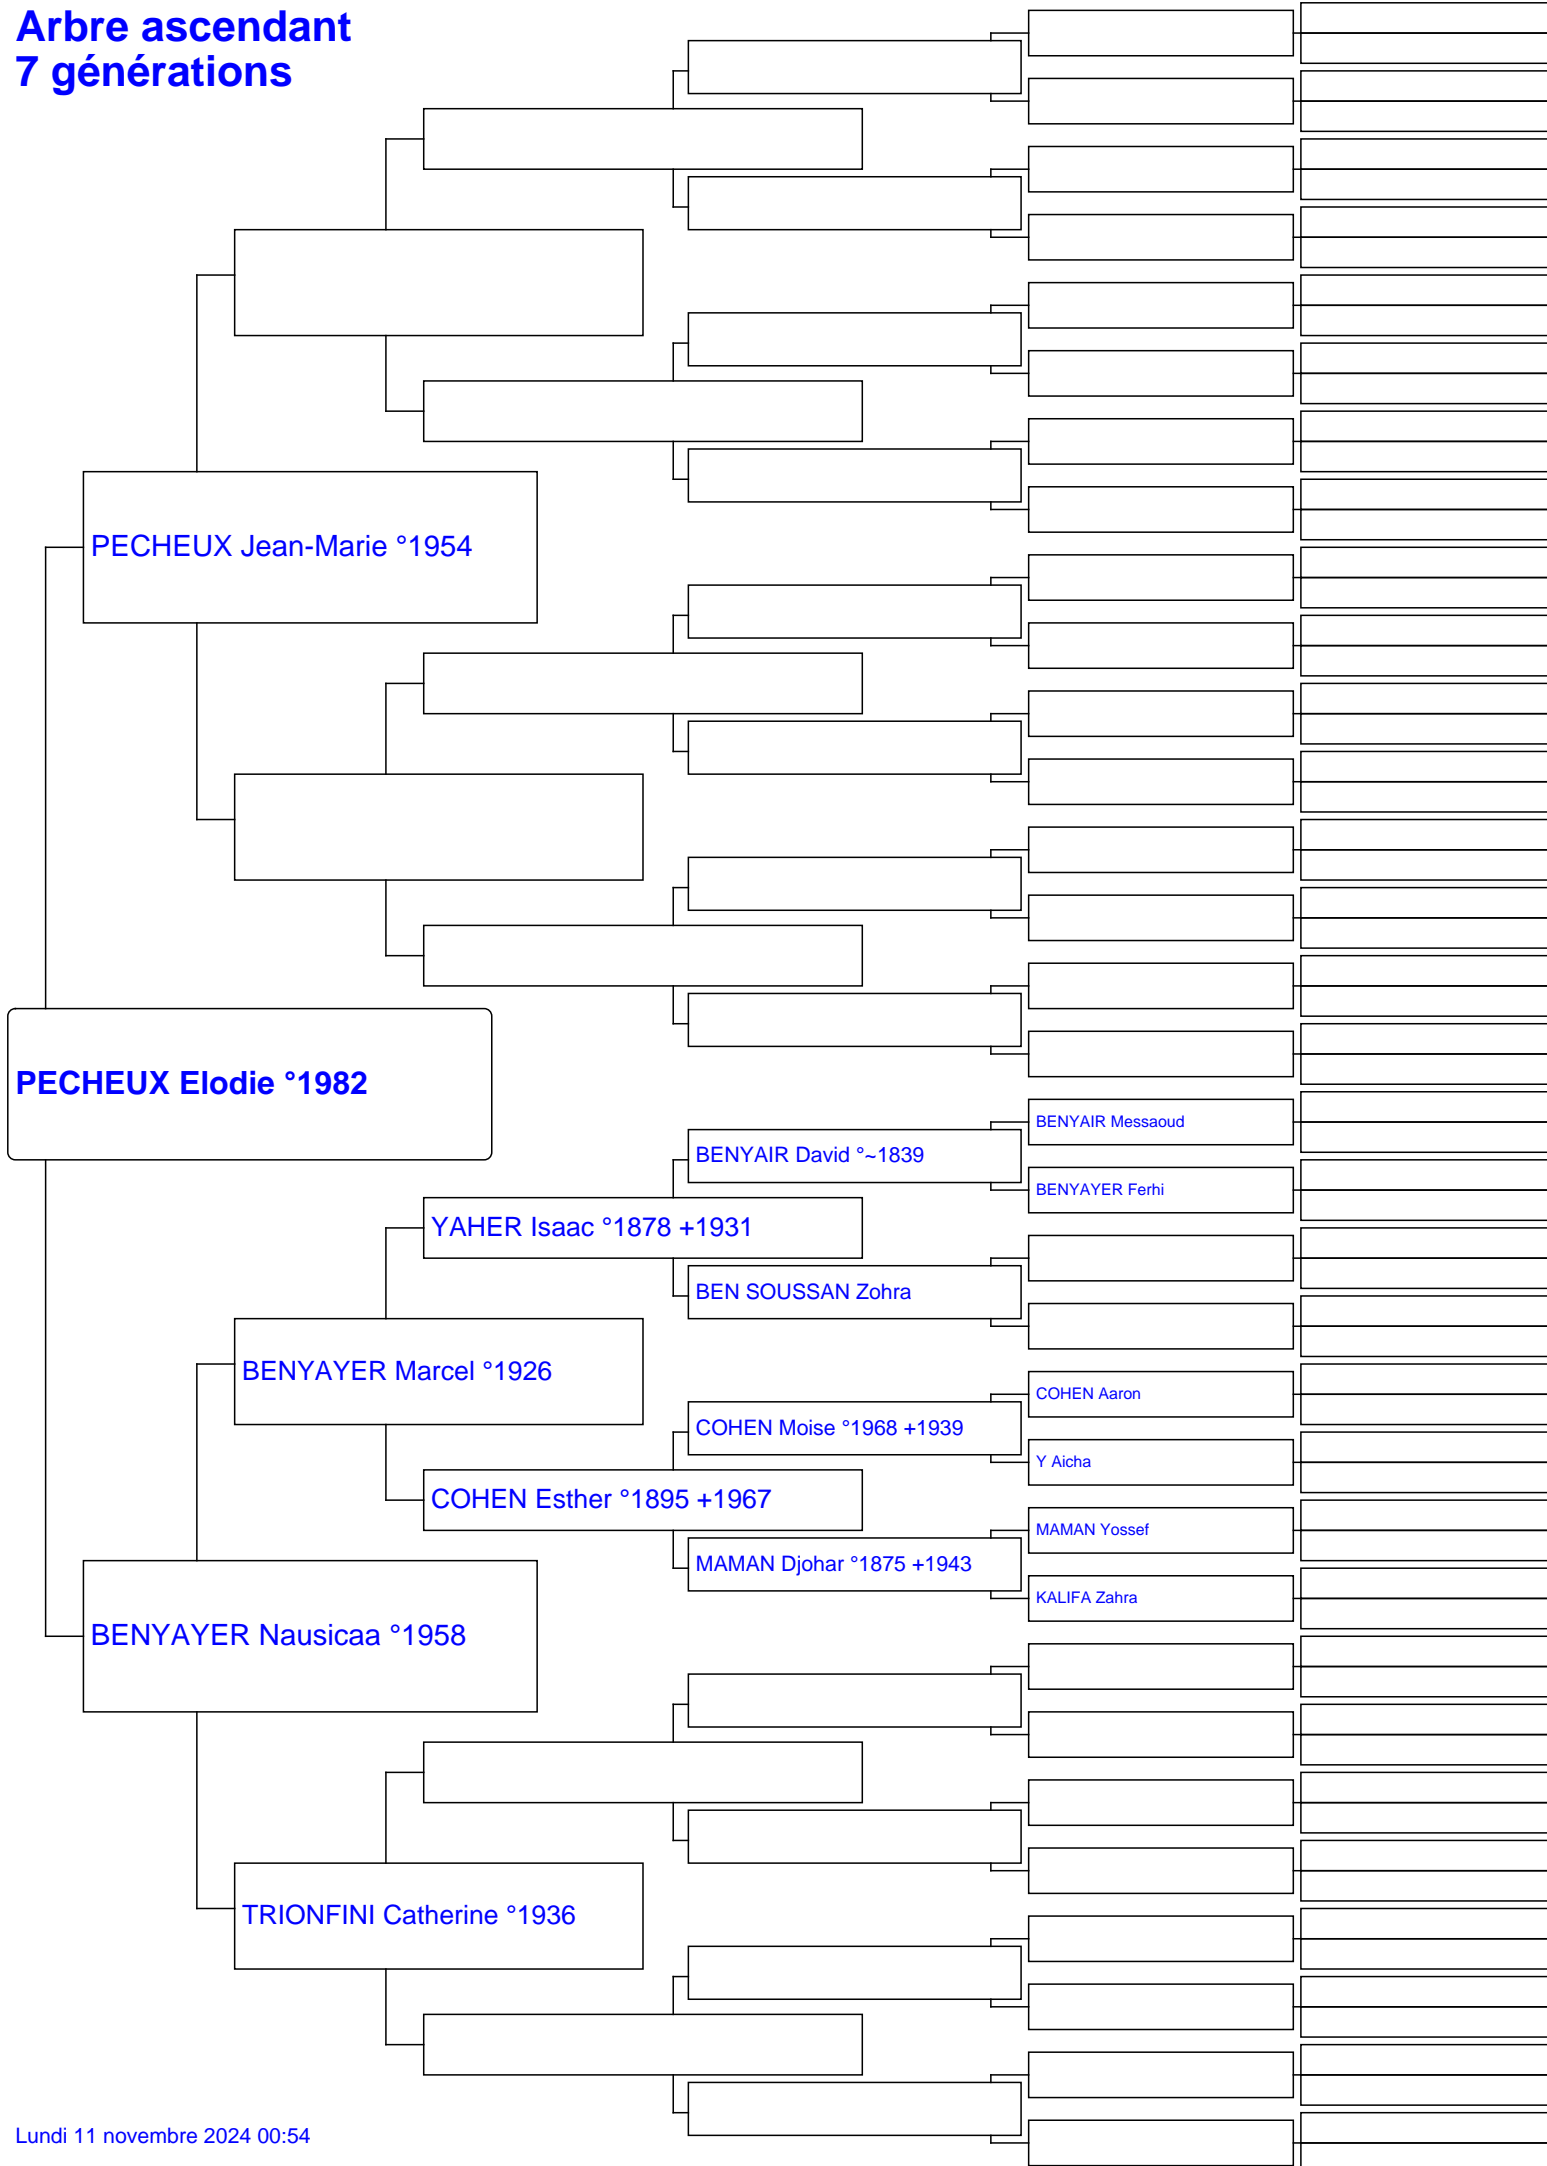 Arbre ascendant
7 générations
PECHEUX Jean-Marie °1954
PECHEUX Elodie °1982
BENYAIR Messaoud
BENYAIR David °~1839
BENYAYER Ferhi
YAHER Isaac °1878 +1931
BEN SOUSSAN Zohra
BENYAYER Marcel °1926
COHEN Aaron
COHEN Moise °1968 +1939
Y Aicha
COHEN Esther °1895 +1967
MAMAN Yossef
MAMAN Djohar °1875 +1943
KALIFA Zahra
BENYAYER Nausicaa °1958
TRIONFINI Catherine °1936
Lundi 11 novembre 2024 00:54